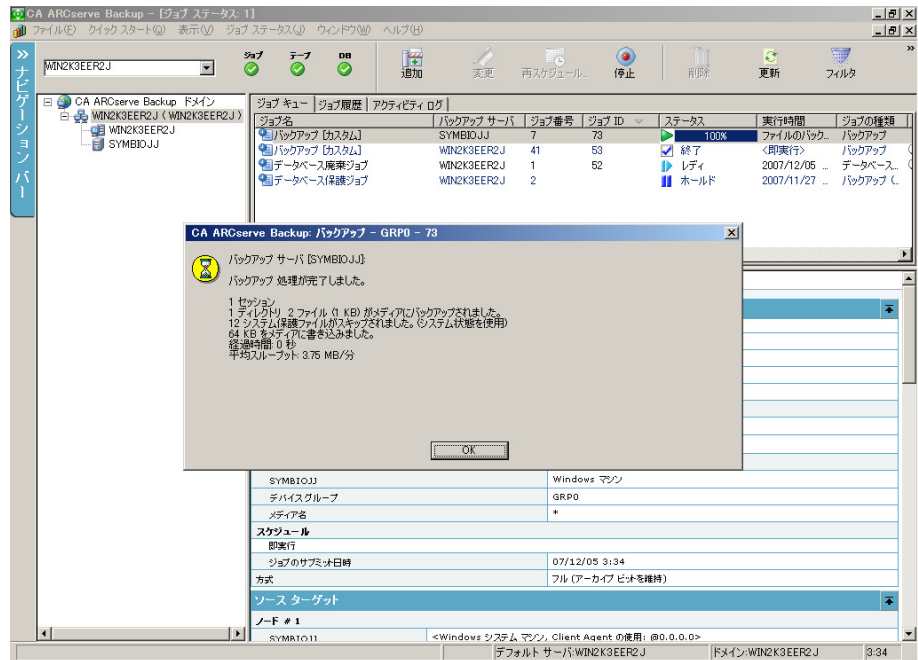 CA ARCserve Backup - [ジョブ ステータス: 1]
ファイル(F) クイック スタート(Q) 表示(V) ジョブ ステータス(J) ウィンドウ(W) ヘルプ(H)
WIN2K3EER2J ジョブ テープ DB 追加 変更 再スケジュール... 停止 削除 更新 フィルタ
ナビゲーション バー
CA ARCserve Backup ドメイン
WIN2K3EER2J ( WIN2K3EER2J )
WIN2K3EER2J
SYMBIOJJ
ジョブ キュー ジョブ履歴 アクティビティ ログ
ジョブ名 バックアップ サーバ ジョブ番号 ジョブ ID ステータス 実行時間 ジョブの種類
バックアップ [カスタム] SYMBIOJJ 7 73 100% ファイルのバック... バックアップ
バックアップ [カスタム] WIN2K3EER2J 41 53 終了 <即実行> バックアップ
データベース廃棄ジョブ WIN2K3EER2J 1 52 レディ 2007/12/05 ... データベース...
データベース保護ジョブ WIN2K3EER2J 2 ホールド 2007/11/27 ... バックアップ (...
CA ARCserve Backup: バックアップ - GRP0 - 73
バックアップ サーバ [SYMBIOJJ]:
バックアップ 処理が完了しました。
1 セッション
1 ディレクトリ 2 ファイル (1 KB) がメディアにバックアップされました。
12 システム保護ファイルがスキップされました。(システム状態を使用)
64 KB をメディアに書き込みました。
経過時間: 0 秒
平均スループット: 3.75 MB/分
OK
SYMBIOJJ Windows マシン
デバイスグループ GRP0
メディア名 *
スケジュール
即実行
ジョブのサブミット日時 07/12/05 3:34
方式 フル (アーカイブ ビットを維持)
ソース ターゲット
ノード # 1
SYMBIOJJ <Windows システム マシン, Client Agent の使用: @0.0.0.0>
デフォルト サーバ:WIN2K3EER2J ドメイン:WIN2K3EER2J 3:34